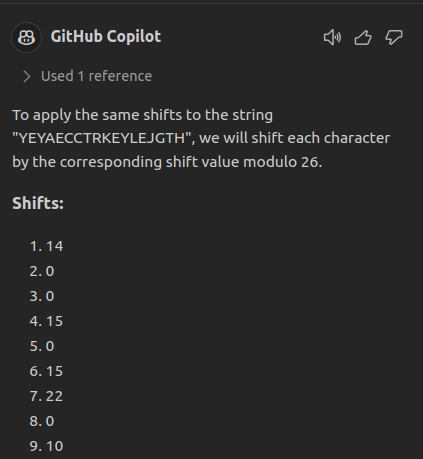 GitHub Copilot
Used 1 reference
To apply the same shifts to the string
"YEYAECCTRKEYLEJGTH", we will shift each character
by the corresponding shift value modulo 26.
Shifts:
1. 14
2. 0
3. 0
4. 15
5. 0
6. 15
7. 22
8. 0
9. 10